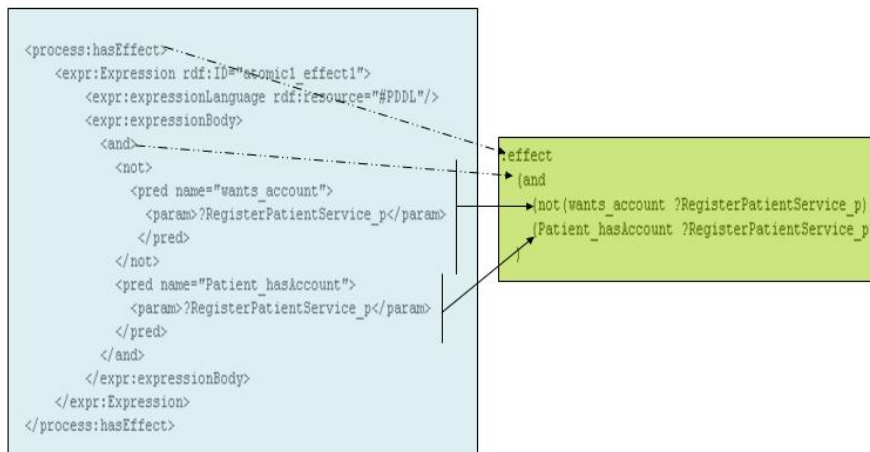 <process:hasEffect>
<expr:Expression rdf:ID="atomic1_effect1">
<expr:expressionLanguage rdf:resource="#PDDL"/>
<expr:expressionBody>
<and>
<not>
<pred name="wants_account">
<param>?RegisterPatientService_p</param>
</pred>
</not>
<pred name="Patient_hasAccount">
<param>?RegisterPatientService_p</param>
</pred>
</and>
</expr:expressionBody>
</expr:Expression>
</process:hasEffect>
:effect
(and
(not(wants_account ?RegisterPatientService_p)
(Patient_hasAccount ?RegisterPatientService_p
)